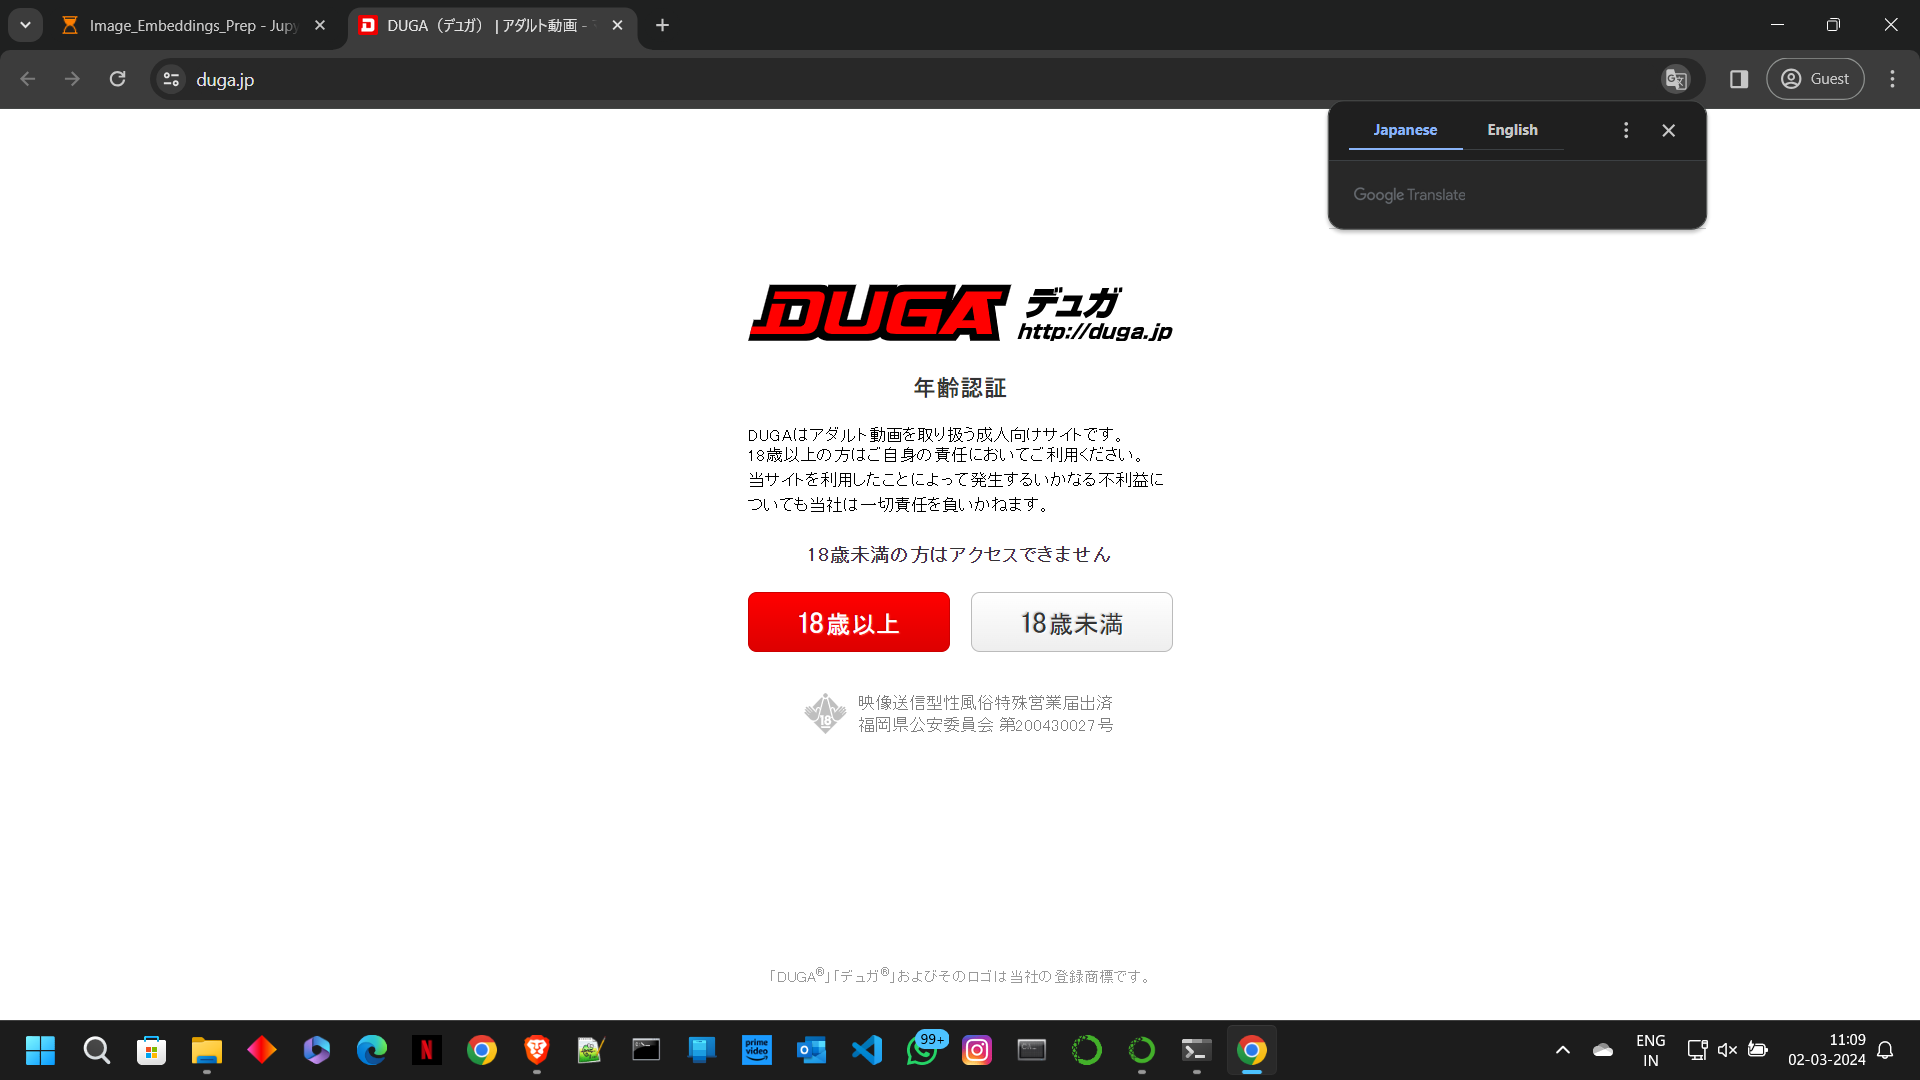 Image_Embeddings_Prep - Jupy
DUGA（デュガ） | アダルト動画 -
duga.jp
Guest
Japanese
English
Google Translate
DUGA デュガ
http://duga.jp
年齢認証
DUGAはアダルト動画を取り扱う成人向けサイトです。
18歳以上の方はご自身の責任においてご利用ください。
当サイトを利用したことによって発生するいかなる不利益に
ついても当社は一切責任を負いかねます。
18歳未満の方はアクセスできません
18歳以上
18歳未満
18
映像送信型性風俗特殊営業届出済
福岡県公安委員会 第200430027号
「DUGA®」「デュガ®」およびそのロゴは当社の登録商標です。
prime video
99+
ENG
IN
11:09
02-03-2024